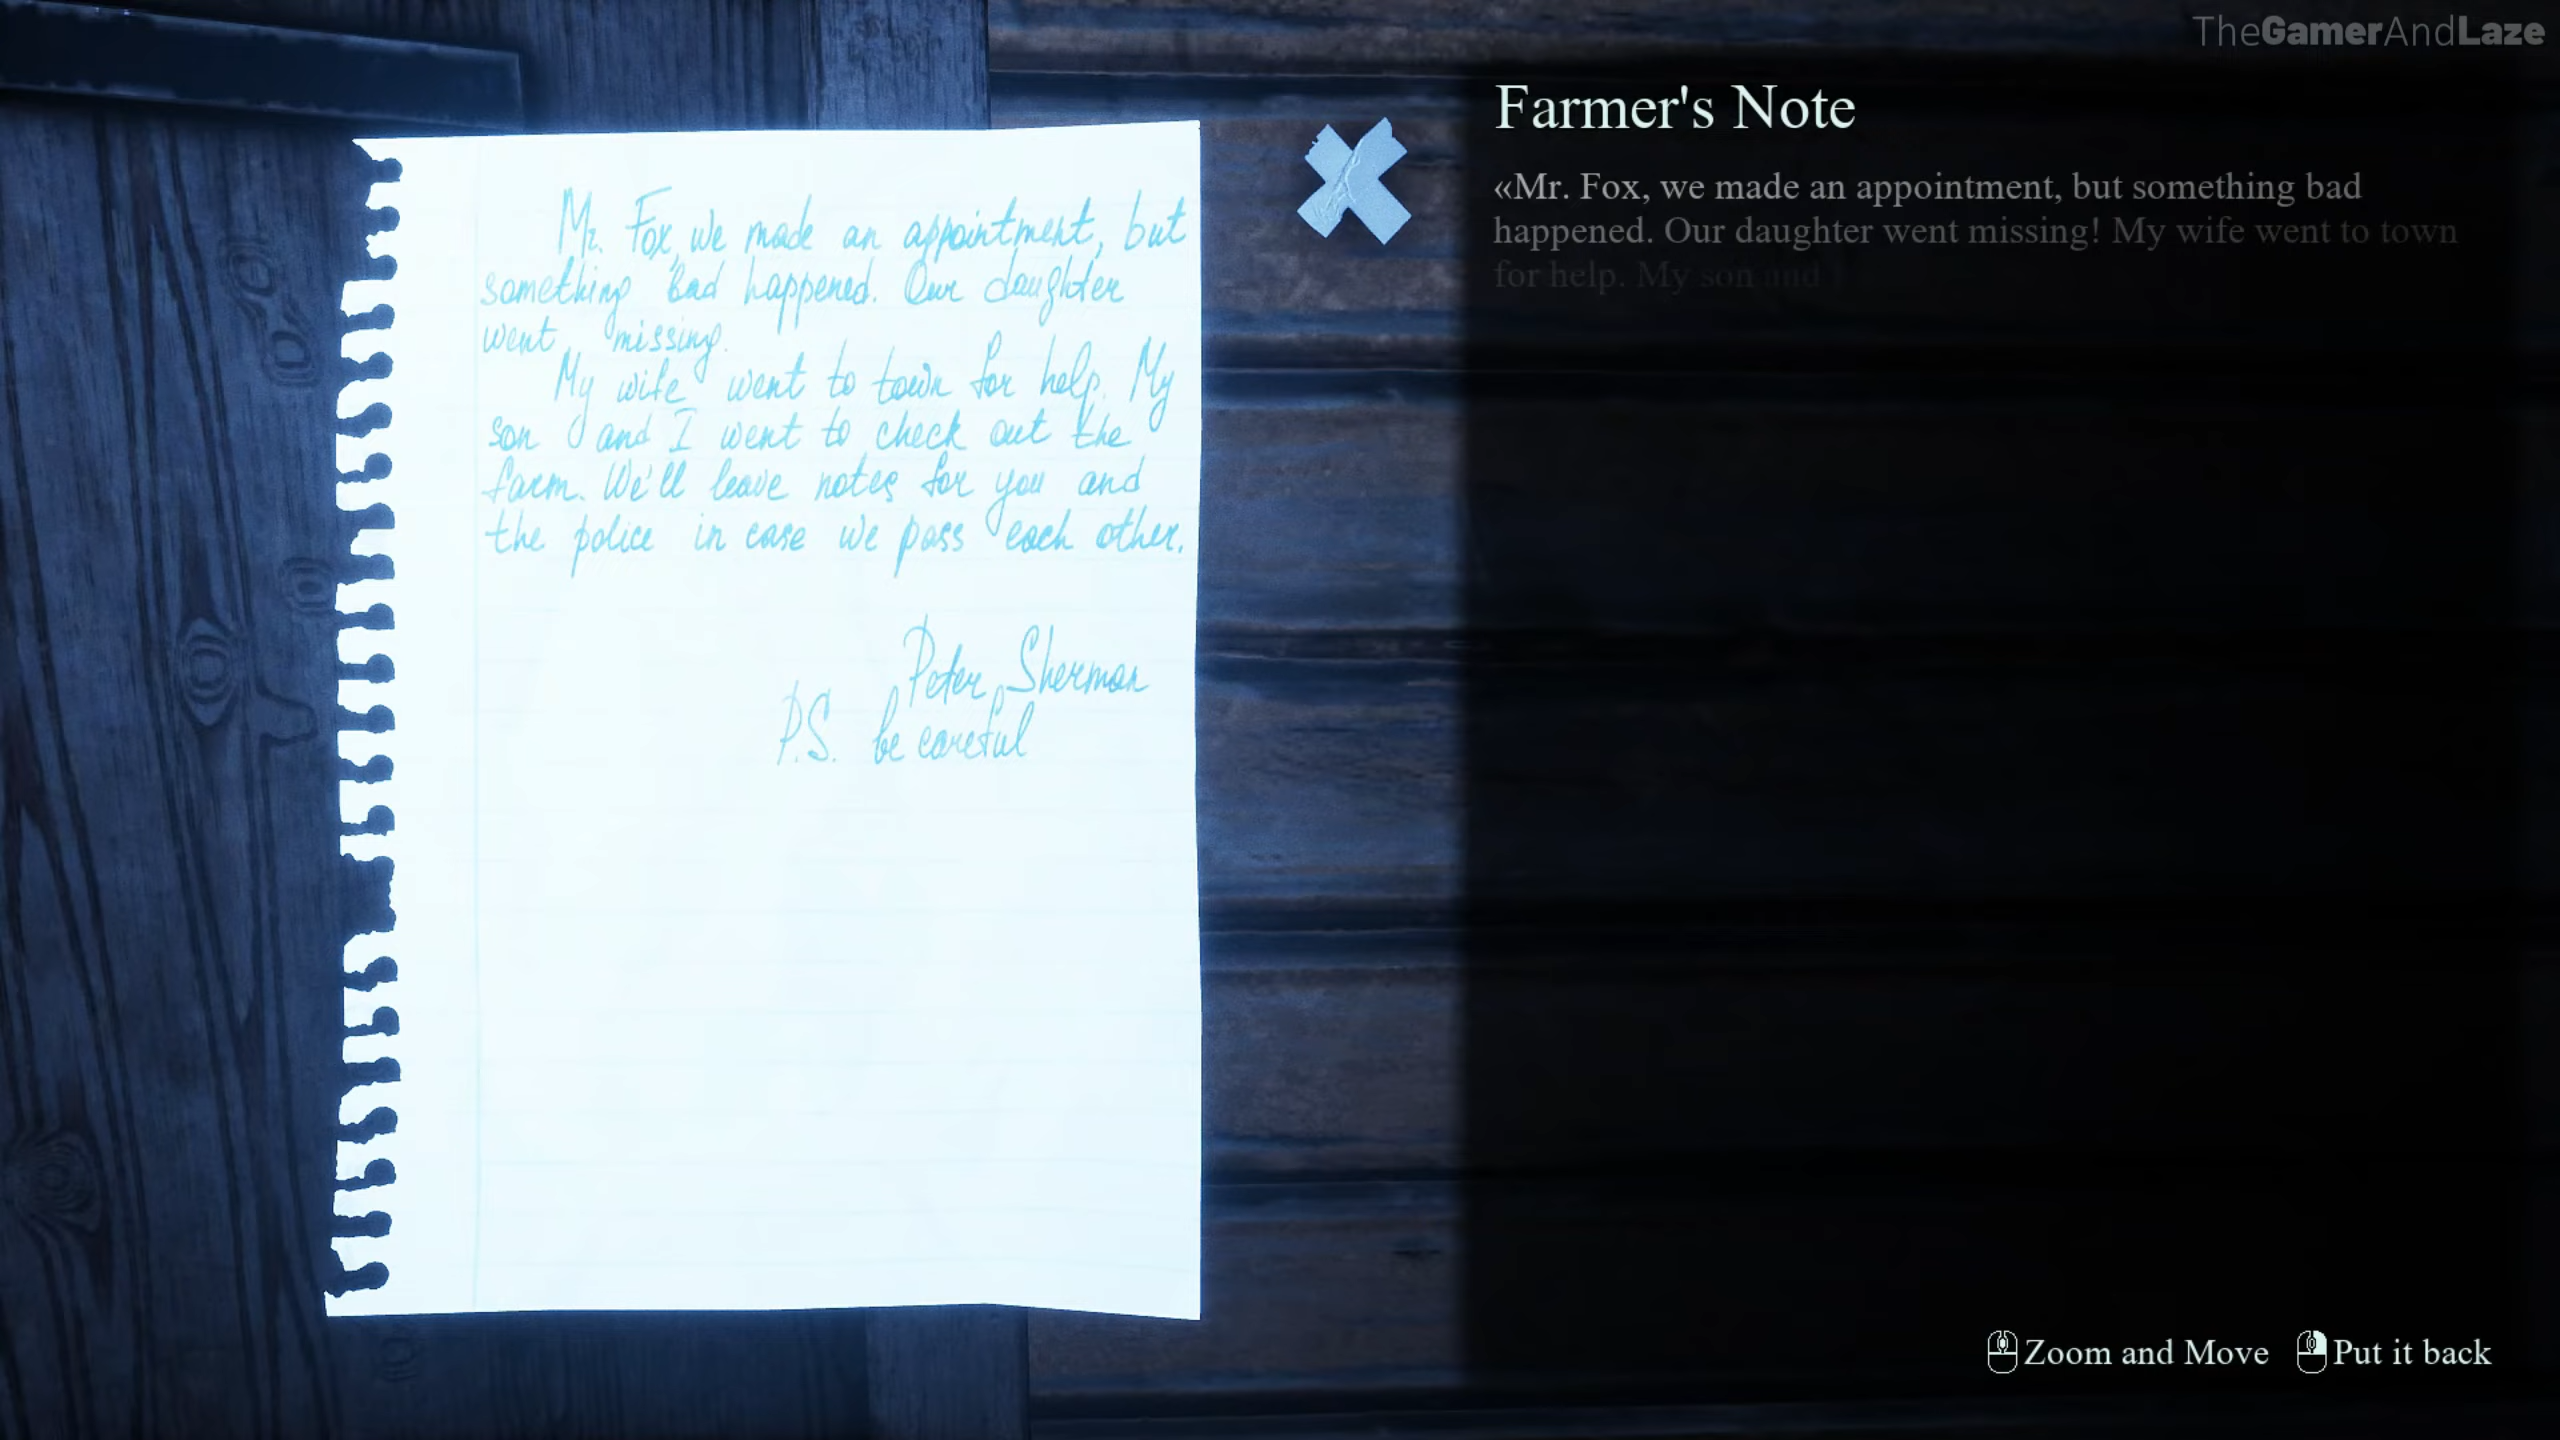 TheGamerAndLaze
Mr. Fox, we made an appointment, but
something bad happened. Our daughter
went missing.
My wife went to town for help. My
son and I went to check out the
farm. We'll leave notes for you and
the police in case we pass each other.
Peter Sherman
P.S. be careful
Farmer's Note
«Mr. Fox, we made an appointment, but something bad
happened. Our daughter went missing! My wife went to town
for help. My son and I
Zoom and Move
Put it back